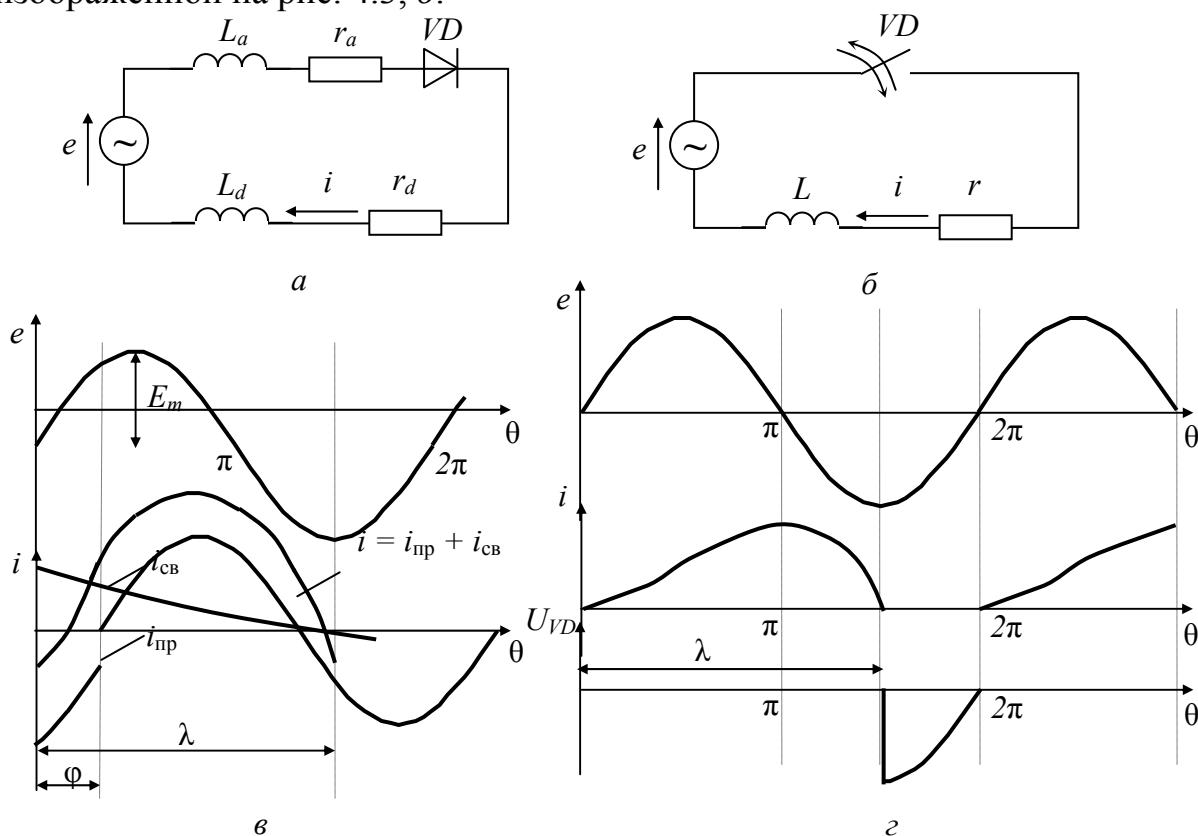 изображенной на рис. 4.5, б.
L_a r_a VD
e ~
L_d i r_d
а
VD
e ~
L i r
б
e
E_m
π 2π θ
i
i_св
i = i_пр + i_св
i_пр
θ
λ
φ
в
e
π 2π θ
i
π 2π θ
U_VD
λ
π 2π θ
г